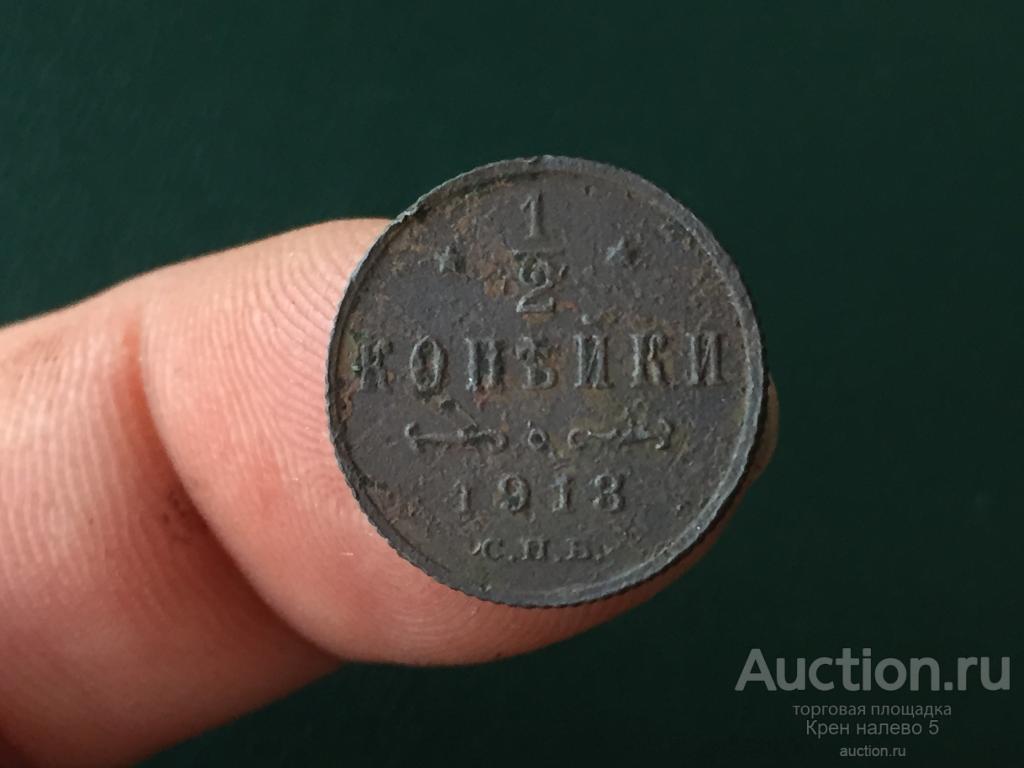 1
2
КОПѢЙКИ
1913
С.П.Б.
Auction.ru
торговая площадка
Крен налево 5
auction.ru